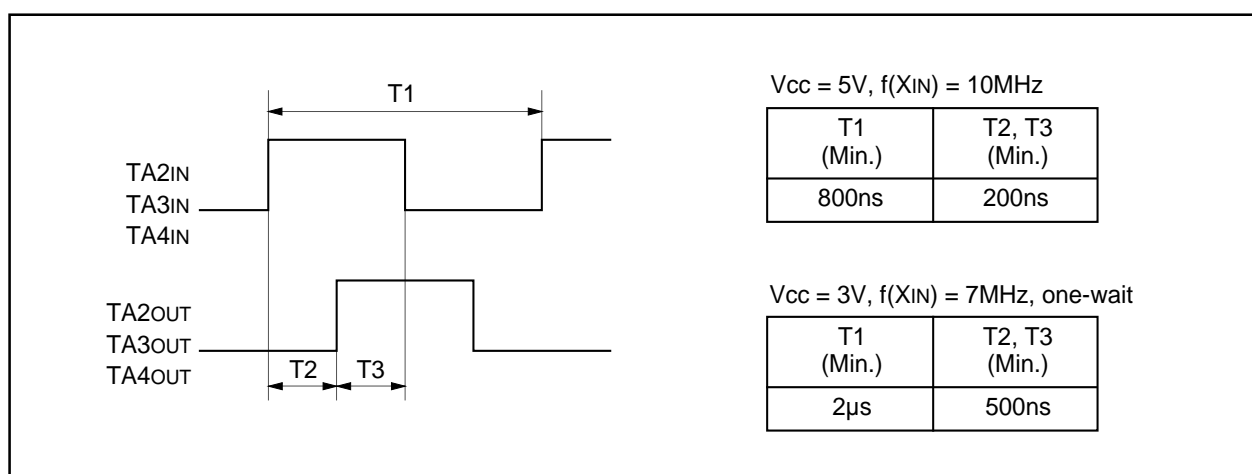 T1
TA2IN
TA3IN
TA4IN
TA2OUT
TA3OUT
TA4OUT
T2 T3
Vcc = 5V, f(XIN) = 10MHz
T1 (Min.) T2, T3 (Min.)
800ns 200ns
Vcc = 3V, f(XIN) = 7MHz, one-wait
T1 (Min.) T2, T3 (Min.)
2µs 500ns